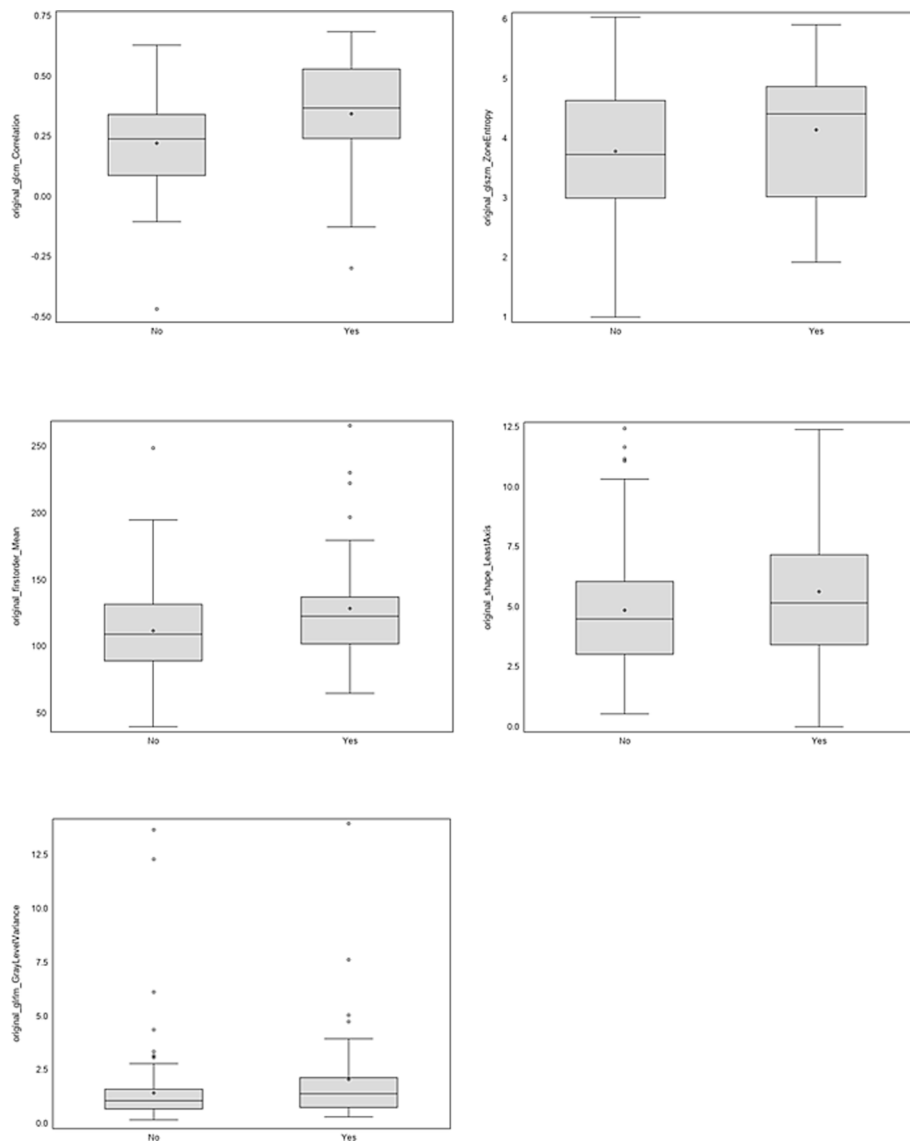 original_glcm_Correlation
0.75
0.50
0.25
0.00
-0.25
-0.50
No Yes
original_glszm_ZoneEntropy
6
5
4
3
2
1
No Yes
original_firstorder_Mean
250
200
150
100
50
No Yes
original_shape_LeastAxis
12.5
10.0
7.5
5.0
2.5
0.0
No Yes
original_glrlm_GrayLevelVariance
12.5
10.0
7.5
5.0
2.5
0.0
No Yes